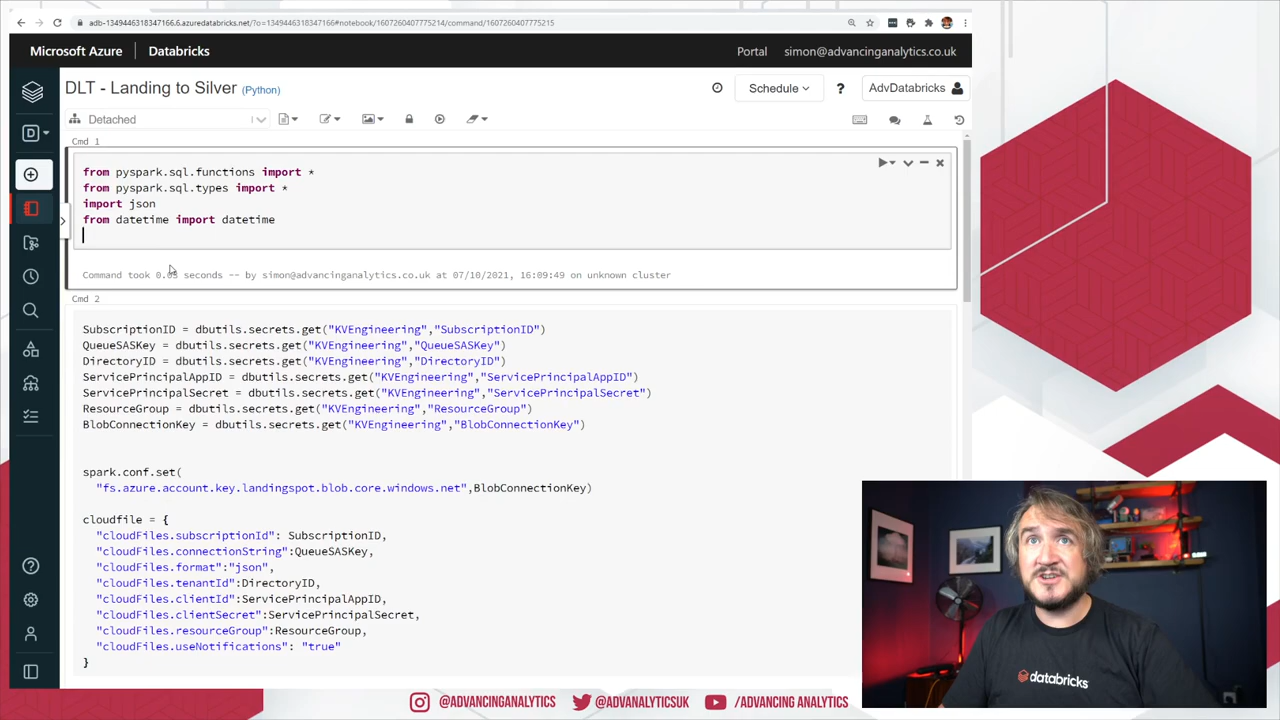 adb-1349446318347166.6.azuredatabricks.net/?o=1349446318347166#notebook/1607260407775214/command/1607260407775215
Microsoft Azure
Databricks
Portal
simon@advancinganalytics.co.uk
DLT - Landing to Silver (Python)
Schedule
?
AdvDatabricks
D
Detached
Cmd 1
from pyspark.sql.functions import *
from pyspark.sql.types import *
import json
from datetime import datetime
Command took 0.03 seconds -- by simon@advancinganalytics.co.uk at 07/10/2021, 16:09:49 on unknown cluster
Cmd 2
SubscriptionID = dbutils.secrets.get("KVEngineering","SubscriptionID")
QueueSASKey = dbutils.secrets.get("KVEngineering","QueueSASKey")
DirectoryID = dbutils.secrets.get("KVEngineering","DirectoryID")
ServicePrincipalAppID = dbutils.secrets.get("KVEngineering","ServicePrincipalAppID")
ServicePrincipalSecret = dbutils.secrets.get("KVEngineering","ServicePrincipalSecret")
ResourceGroup = dbutils.secrets.get("KVEngineering","ResourceGroup")
BlobConnectionKey = dbutils.secrets.get("KVEngineering","BlobConnectionKey")
spark.conf.set(
"fs.azure.account.key.landingspot.blob.core.windows.net",BlobConnectionKey)
cloudfile = {
"cloudFiles.subscriptionId": SubscriptionID,
"cloudFiles.connectionString":QueueSASKey,
"cloudFiles.format":"json",
"cloudFiles.tenantId":DirectoryID,
"cloudFiles.clientId":ServicePrincipalAppID,
"cloudFiles.clientSecret":ServicePrincipalSecret,
"cloudFiles.resourceGroup":ResourceGroup,
"cloudFiles.useNotifications": "true"
}
databricks
@ADVANCINGANALYTICS
@ADVANALYTICSUK
/ADVANCING ANALYTICS